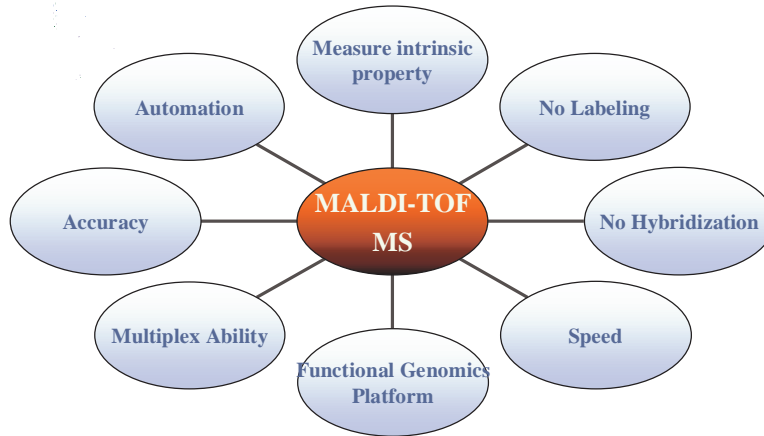 Measure intrinsic
property
Automation
No Labeling
MALDI-TOF
MS
Accuracy
No Hybridization
Multiplex Ability
Speed
Functional Genomics
Platform